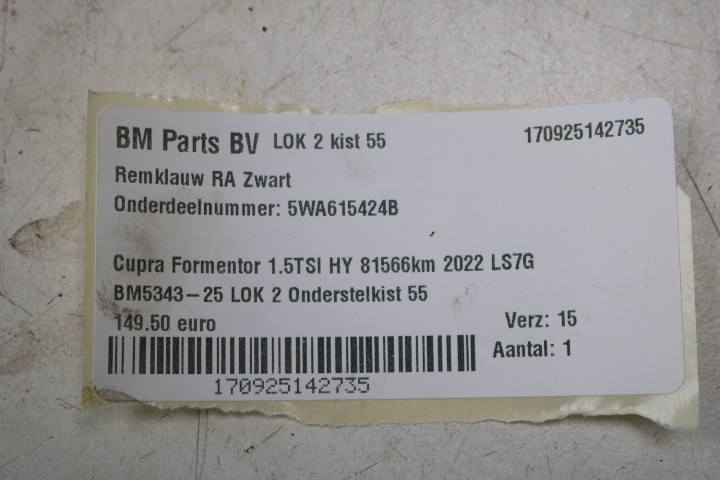 BM Parts BV LOK 2 kist 55 170925142735
Remklauw RA Zwart
Onderdeelnummer: 5WA615424B
Cupra Formentor 1.5TSI HY 81566km 2022 LS7G
BM5343-25 LOK 2 Onderstelkist 55
149.50 euro Verz: 15
Aantal: 1
170925142735